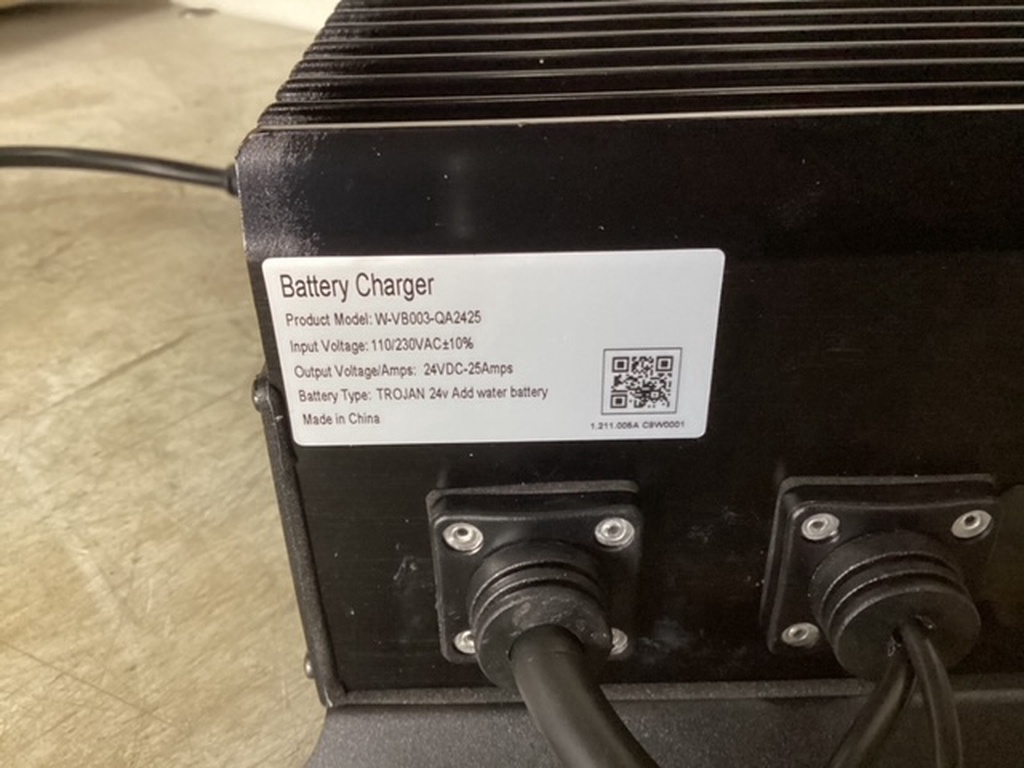 Battery Charger
Product Model: W-VB003-QA2425
Input Voltage: 110/230VAC±10%
Output Voltage/Amps: 24VDC-25Amps
Battery Type: TROJAN 24v Add water battery
Made in China
1.211.006A C9W0001